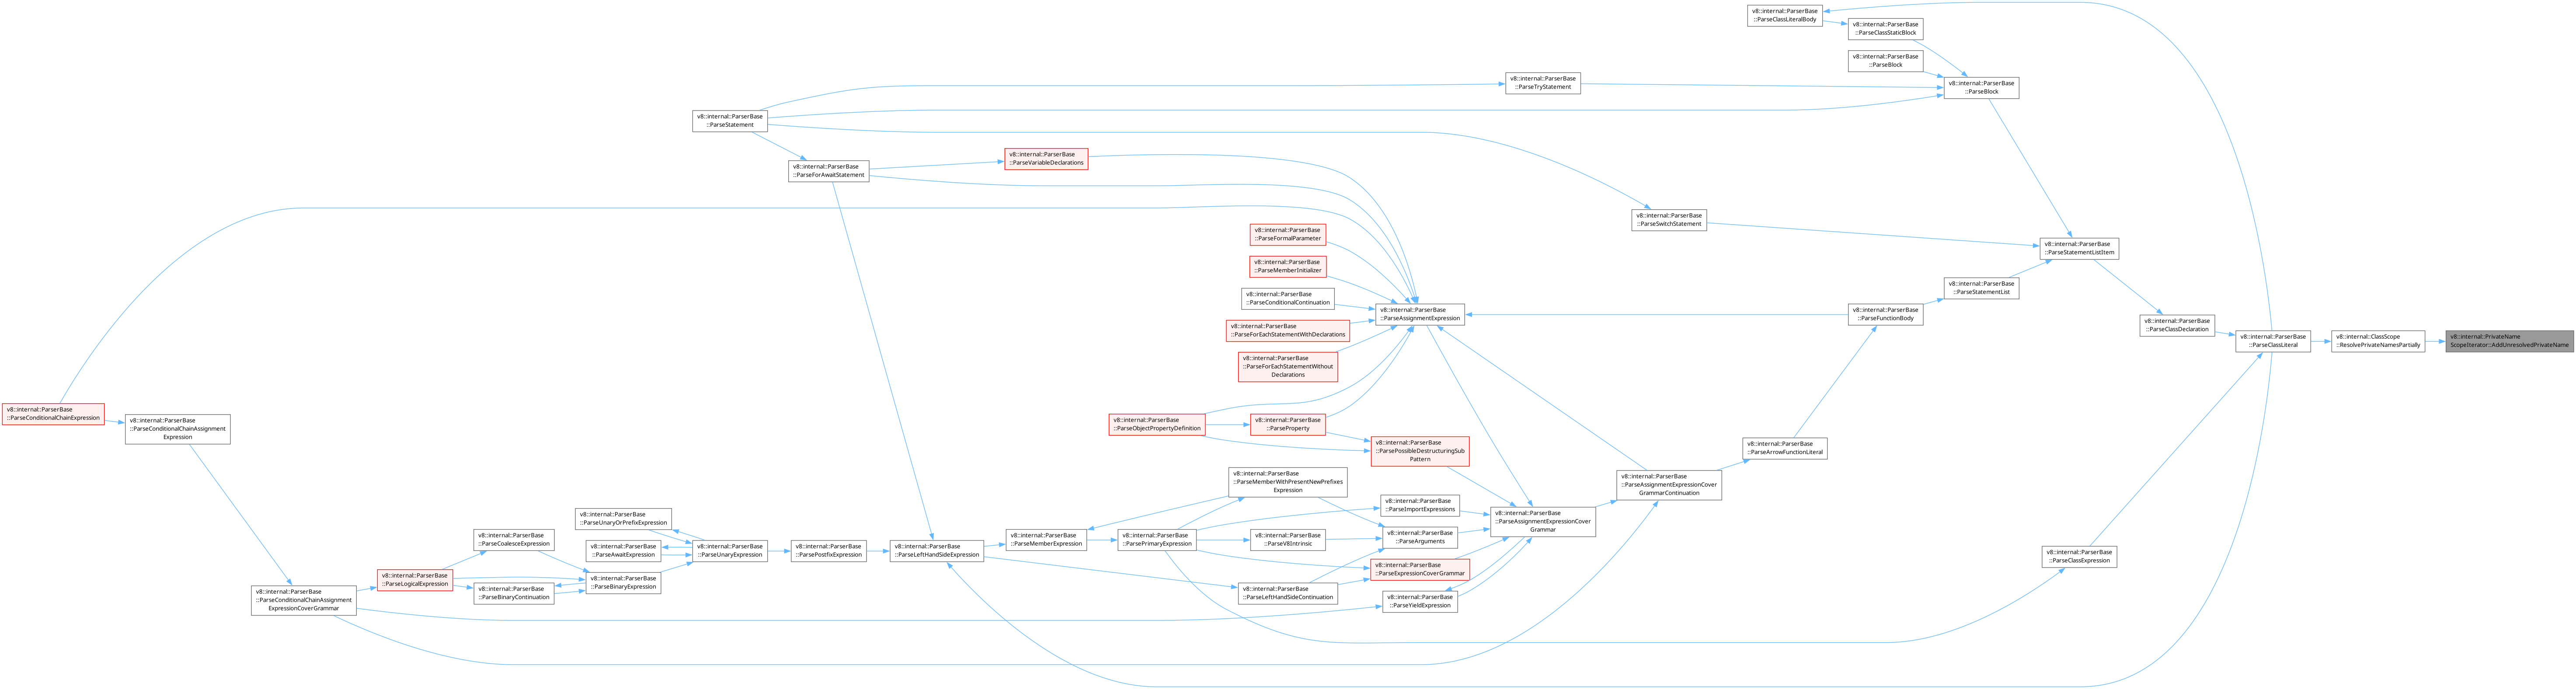 v8::internal::ParserBase
::ParseClassLiteralBody
v8::internal::ParserBase
::ParseClassStaticBlock
v8::internal::ParserBase
::ParseBlock
v8::internal::ParserBase
::ParseTryStatement
v8::internal::ParserBase
::ParseBlock
v8::internal::ParserBase
::ParseStatement
v8::internal::ParserBase
::ParseVariableDeclarations
v8::internal::ParserBase
::ParseForAwaitStatement
v8::internal::ParserBase
::ParseSwitchStatement
v8::internal::ParserBase
::ParseFormalParameter
v8::internal::ParserBase
::ParseStatementListItem
v8::internal::ParserBase
::ParseMemberInitializer
v8::internal::ParserBase
::ParseStatementList
v8::internal::ParserBase
::ParseConditionalContinuation
v8::internal::ParserBase
::ParseAssignmentExpression
v8::internal::ParserBase
::ParseFunctionBody
v8::internal::ParserBase
::ParseClassDeclaration
v8::internal::ParserBase
::ParseForEachStatementWithDeclarations
v8::internal::ParserBase
::ParseClassLiteral
v8::internal::ClassScope
::ResolvePrivateNamesPartially
v8::internal::PrivateName
ScopeIterator::AddUnresolvedPrivateName
v8::internal::ParserBase
::ParseForEachStatementWithout
Declarations
v8::internal::ParserBase
::ParseConditionalChainExpression
v8::internal::ParserBase
::ParseConditionalChainAssignment
Expression
v8::internal::ParserBase
::ParseObjectPropertyDefinition
v8::internal::ParserBase
::ParseProperty
v8::internal::ParserBase
::ParsePossibleDestructuringSub
Pattern
v8::internal::ParserBase
::ParseArrowFunctionLiteral
v8::internal::ParserBase
::ParseMemberWithPresentNewPrefixes
Expression
v8::internal::ParserBase
::ParseAssignmentExpressionCover
GrammarContinuation
v8::internal::ParserBase
::ParseImportExpressions
v8::internal::ParserBase
::ParseAssignmentExpressionCover
Grammar
v8::internal::ParserBase
::ParseUnaryOrPrefixExpression
v8::internal::ParserBase
::ParseCoalesceExpression
v8::internal::ParserBase
::ParseMemberExpression
v8::internal::ParserBase
::ParsePrimaryExpression
v8::internal::ParserBase
::ParseV8Intrinsic
v8::internal::ParserBase
::ParseArguments
v8::internal::ParserBase
::ParseAwaitExpression
v8::internal::ParserBase
::ParseUnaryExpression
v8::internal::ParserBase
::ParsePostfixExpression
v8::internal::ParserBase
::ParseLeftHandSideExpression
v8::internal::ParserBase
::ParseClassExpression
v8::internal::ParserBase
::ParseExpressionCoverGrammar
v8::internal::ParserBase
::ParseLogicalExpression
v8::internal::ParserBase
::ParseBinaryExpression
v8::internal::ParserBase
::ParseBinaryContinuation
v8::internal::ParserBase
::ParseLeftHandSideContinuation
v8::internal::ParserBase
::ParseConditionalChainAssignment
ExpressionCoverGrammar
v8::internal::ParserBase
::ParseYieldExpression